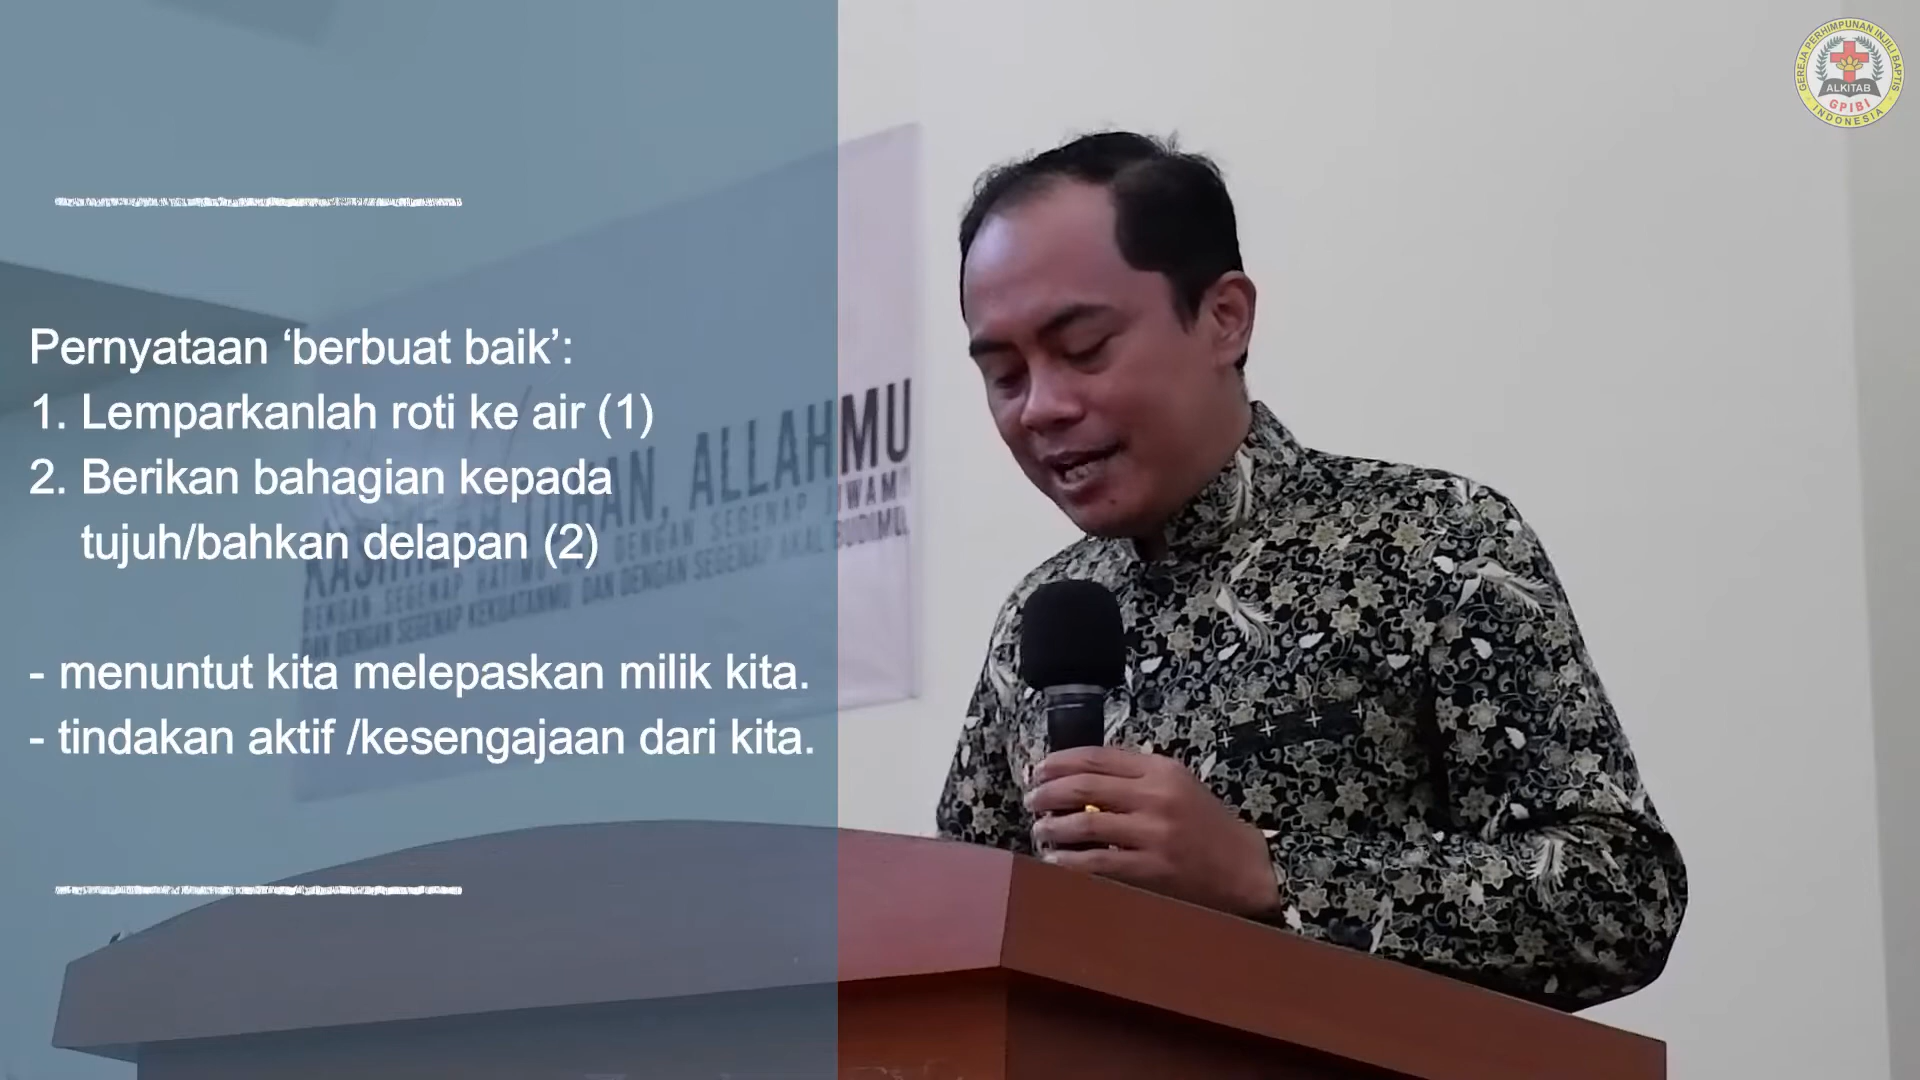 GEREJA PERHIMPUNAN INJILI BAPTIS
ALKITAB
GPIBI
INDONESIA
Pernyataan ‘berbuat baik’:
1. Lemparkanlah roti ke air (1)
2. Berikan bahagian kepada
tujuh/bahkan delapan (2)
- menuntut kita melepaskan milik kita.
- tindakan aktif /kesengajaan dari kita.
KASIHILAH TUHAN, ALLAHMU
DENGAN SEGENAP HATIMU DENGAN SEGENAP JIWAMU
DAN DENGAN SEGENAP KEKUATANMU DAN DENGAN SEGENAP AKAL BUDIMU,